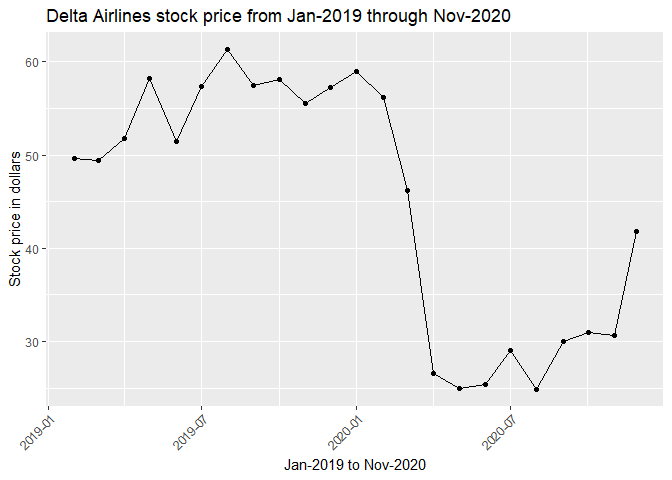 Delta Airlines stock price from Jan-2019 through Nov-2020
Stock price in dollars
60
50
40
30
2019-01
2019-07
2020-01
2020-07
Jan-2019 to Nov-2020